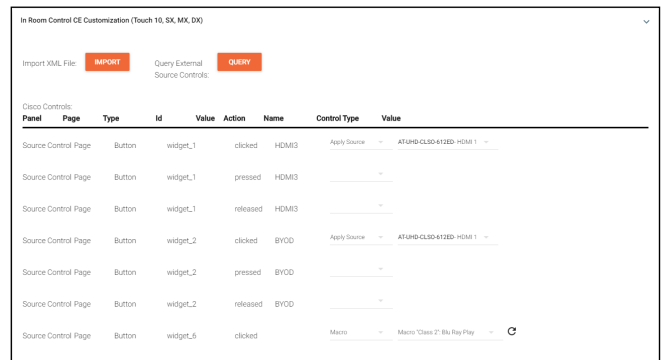 In Room Control CE Customization (Touch 10, SX, MX, DX)
Import XML File: IMPORT Query External Source Controls: QUERY
Cisco Controls:
Panel Page Type Id Value Action Name Control Type Value
Source Control Page Button widget_1 clicked HDMI3 Apply Source AT-UHD-CLSO-612ED- HDMI 1
Source Control Page Button widget_1 pressed HDMI3
Source Control Page Button widget_1 released HDMI3
Source Control Page Button widget_2 clicked BYOD Apply Source AT-UHD-CLSO-612ED- HDMI 1
Source Control Page Button widget_2 pressed BYOD
Source Control Page Button widget_2 released BYOD
Source Control Page Button widget_6 clicked Macro Macro "Class 2": Blu Ray Play